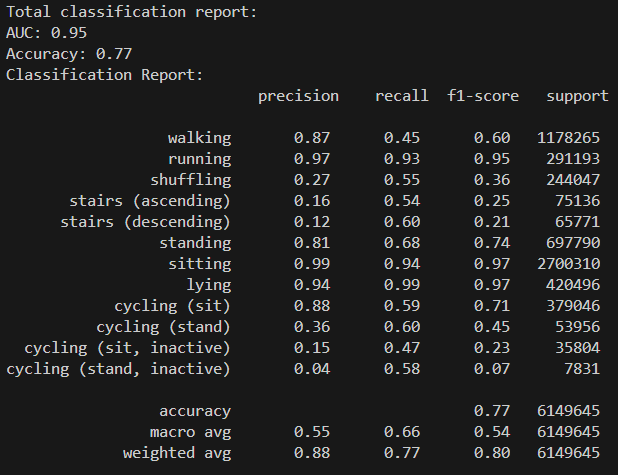 Total classification report:
AUC: 0.95
Accuracy: 0.77
Classification Report:
precision recall f1-score support
walking 0.87 0.45 0.60 1178265
running 0.97 0.93 0.95 291193
shuffling 0.27 0.55 0.36 244047
stairs (ascending) 0.16 0.54 0.25 75136
stairs (descending) 0.12 0.60 0.21 65771
standing 0.81 0.68 0.74 697790
sitting 0.99 0.94 0.97 2700310
lying 0.94 0.99 0.97 420496
cycling (sit) 0.88 0.59 0.71 379046
cycling (stand) 0.36 0.60 0.45 53956
cycling (sit, inactive) 0.15 0.47 0.23 35804
cycling (stand, inactive) 0.04 0.58 0.07 7831
accuracy 0.77 6149645
macro avg 0.55 0.66 0.54 6149645
weighted avg 0.88 0.77 0.80 6149645